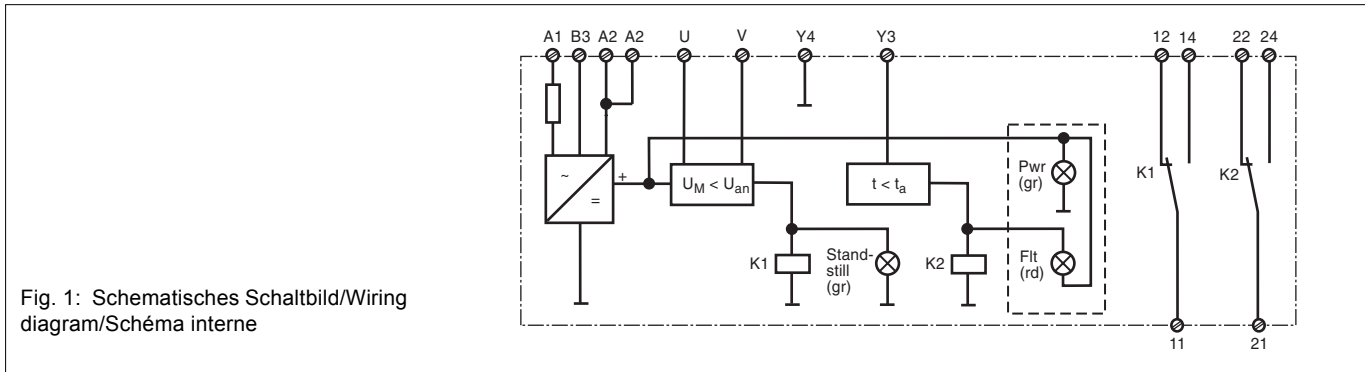 A1 B3 A2 A2 U V Y4 Y3 12 14 22 24
~
=
+
U_M < U_an
t < t_a
Pwr
(gr)
K1
K2
K1
Stand-
still
(gr)
K2
Flt
(rd)
11 21
Fig. 1: Schematisches Schaltbild/Wiring
diagram/Schéma interne